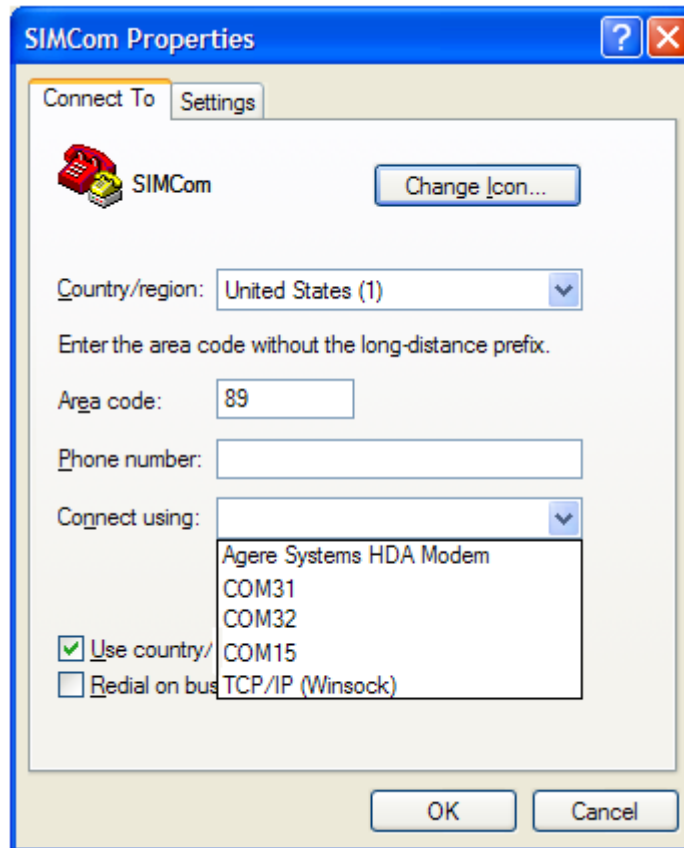 SIMCom Properties
Connect To Settings
SIMCom Change Icon...
Country/region: United States (1)
Enter the area code without the long-distance prefix.
Area code: 89
Phone number:
Connect using:
Agere Systems HDA Modem
COM31
COM32
Use country/ COM15
Redial on bus TCP/IP (Winsock)
OK Cancel